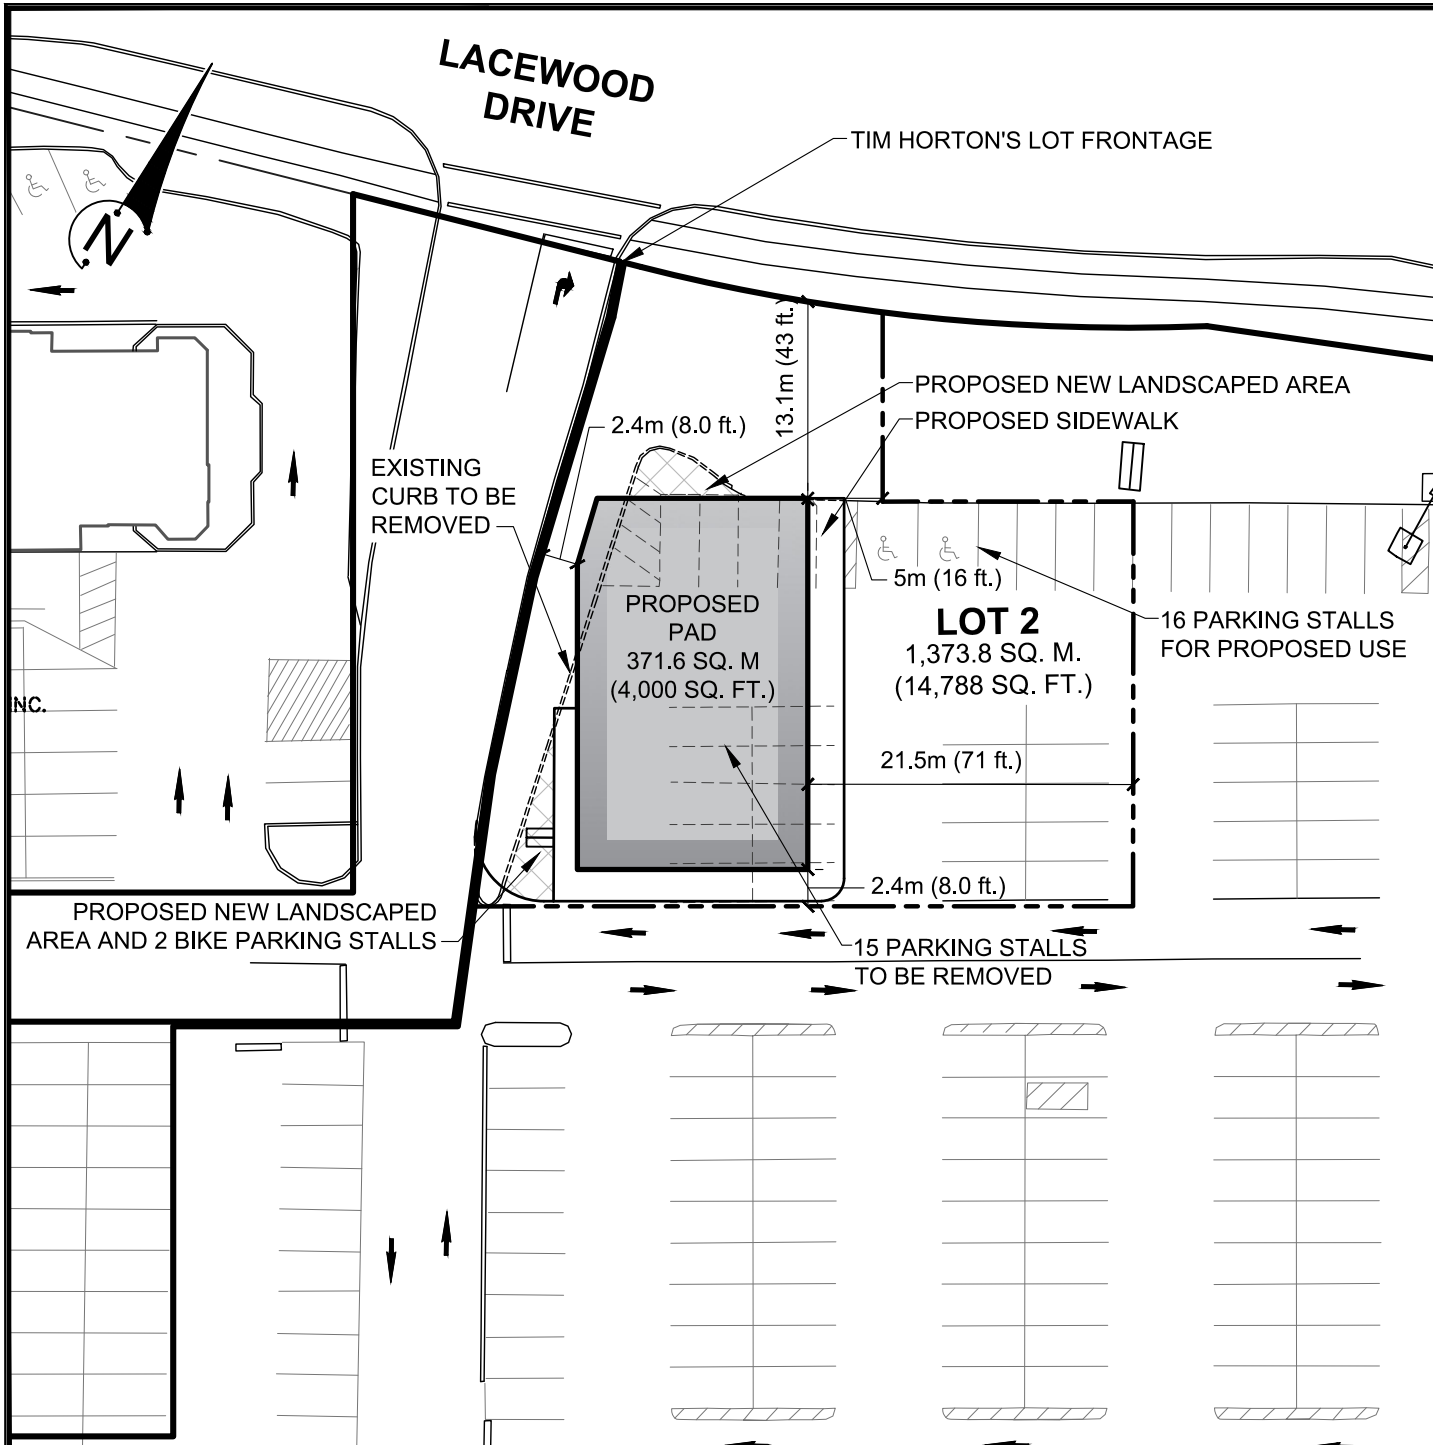 LACEWOOD
DRIVE
TIM HORTON'S LOT FRONTAGE
N
13.1m (43 ft.)
PROPOSED NEW LANDSCAPED AREA
PROPOSED SIDEWALK
2.4m (8.0 ft.)
EXISTING
CURB TO BE
REMOVED
5m (16 ft.)
PROPOSED
PAD
371.6 SQ. M
(4,000 SQ. FT.)
LOT 2
1,373.8 SQ. M.
(14,788 SQ. FT.)
16 PARKING STALLS
FOR PROPOSED USE
INC.
21.5m (71 ft.)
2.4m (8.0 ft.)
PROPOSED NEW LANDSCAPED
AREA AND 2 BIKE PARKING STALLS
15 PARKING STALLS
TO BE REMOVED